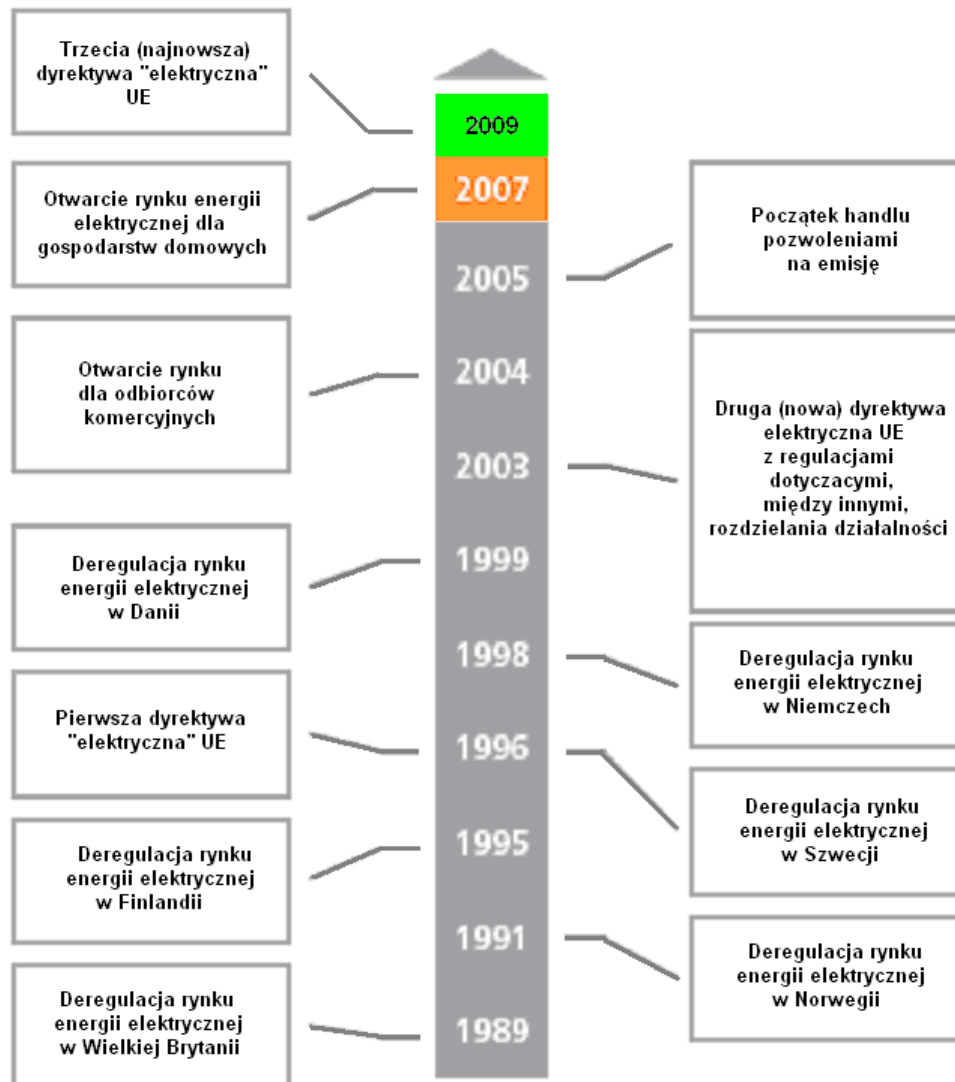 Trzecia (najnowsza)
dyrektywa "elektryczna"
UE
2009
Otwarcie rynku energii
elektrycznej dla
gospodarstw domowych
2007
Początek handlu
pozwoleniami
na emisję
2005
Otwarcie rynku
dla odbiorców
komercyjnych
2004
Druga (nowa) dyrektywa
elektryczna UE
z regulacjami
dotyczacymi,
między innymi,
rozdzielania działalności
2003
Deregulacja rynku
energii elektrycznej
w Danii
1999
1998
Deregulacja rynku
energii elektrycznej
w Niemczech
Pierwsza dyrektywa
"elektryczna" UE
1996
Deregulacja rynku
energii elektrycznej
w Szwecji
Deregulacja rynku
energii elektrycznej
w Finlandii
1995
1991
Deregulacja rynku
energii elektrycznej
w Norwegii
Deregulacja rynku
energii elektrycznej
w Wielkiej Brytanii
1989